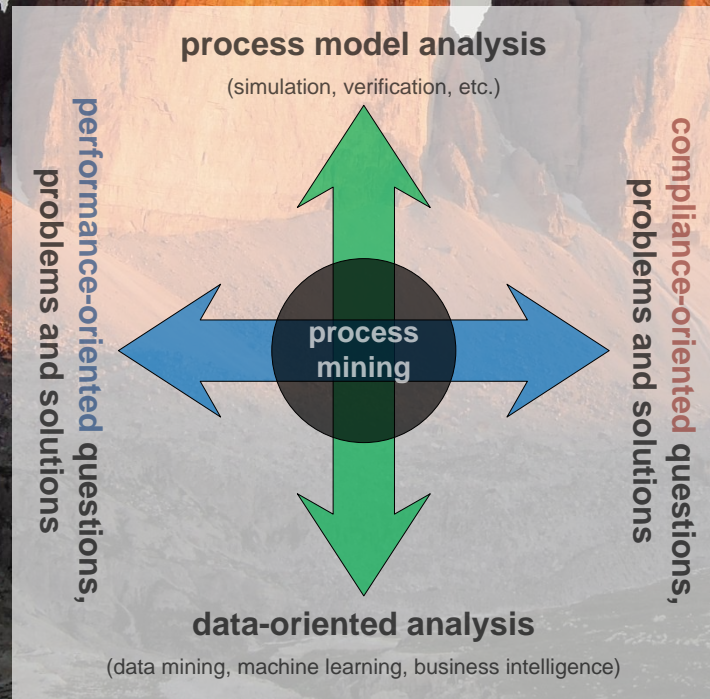 process model analysis
(simulation, verification, etc.)
performance-oriented questions,
problems and solutions
compliance-oriented questions,
problems and solutions
process
mining
data-oriented analysis
(data mining, machine learning, business intelligence)